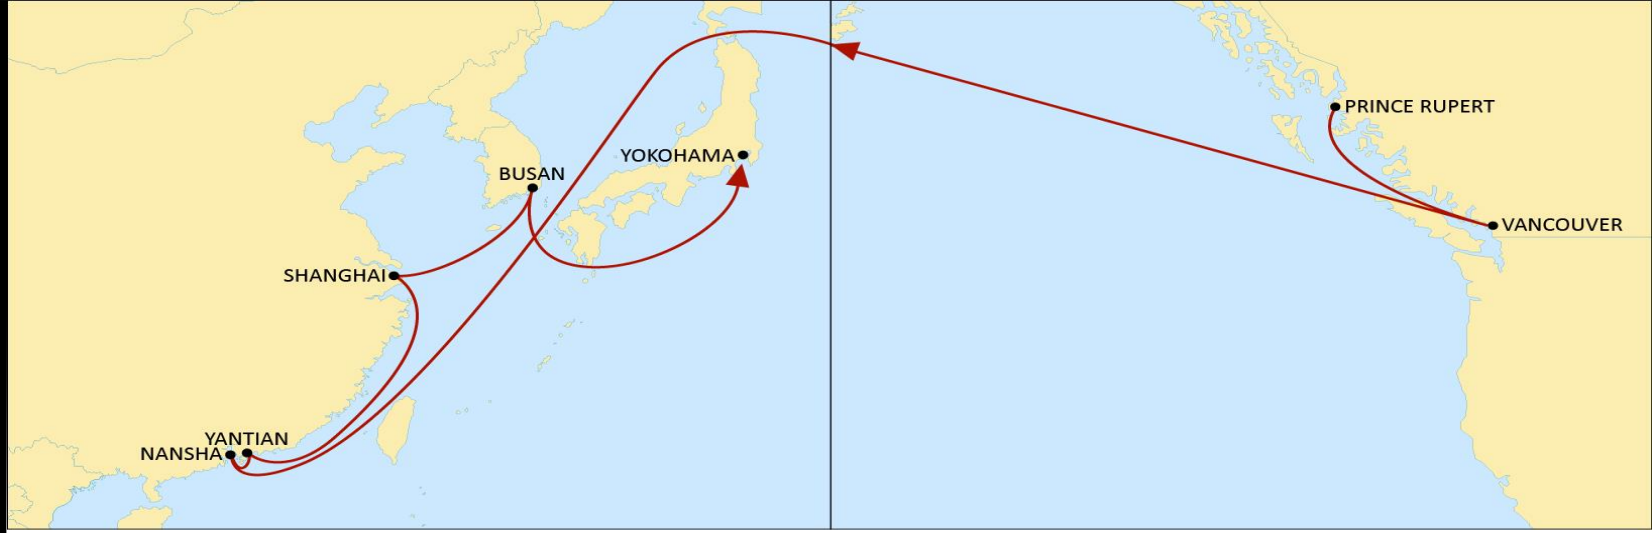 PRINCE RUPERT
YOKOHAMA
BUSAN
VANCOUVER
SHANGHAI
YANTIAN
NANSHA